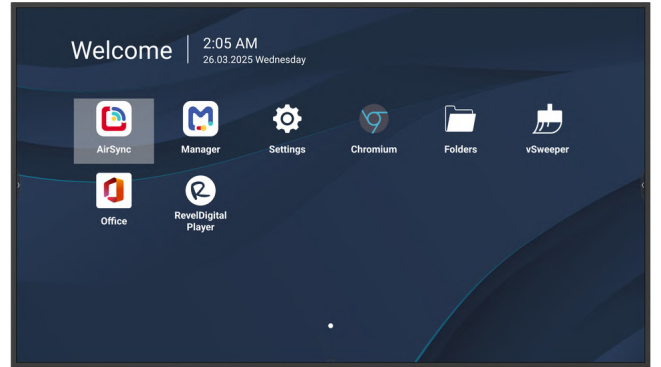 Welcome
2:05 AM
26.03.2025 Wednesday
AirSync
Manager
Settings
Chromium
Folders
vSweeper
Office
RevelDigital
Player